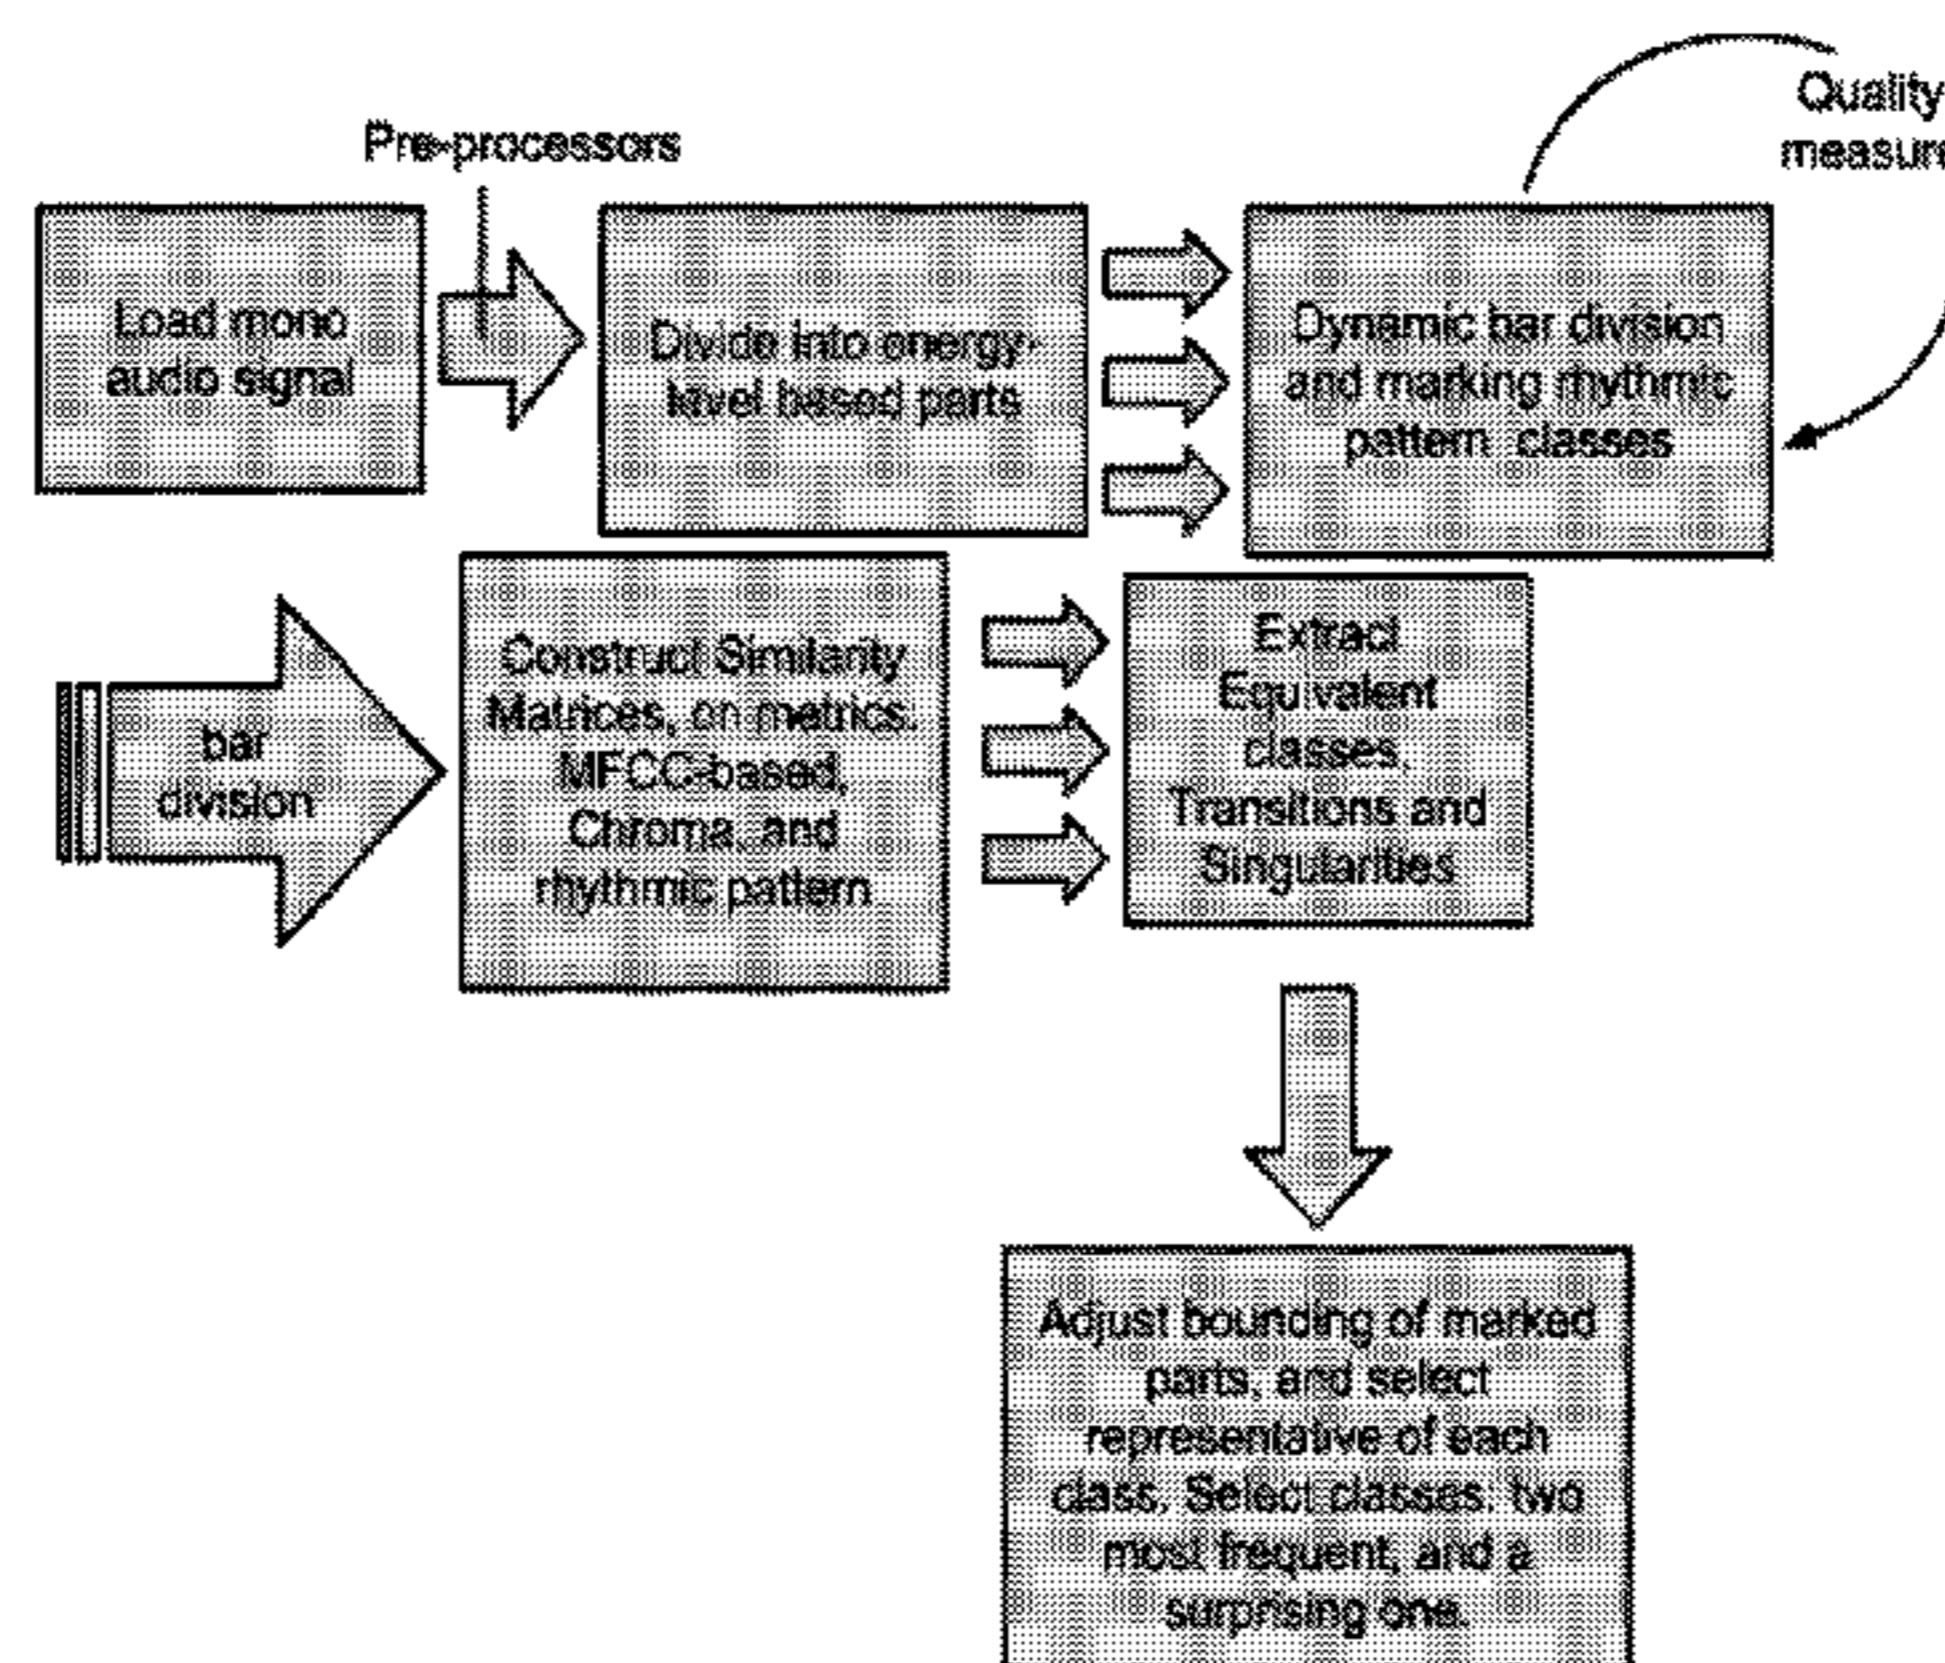 Quality
measure
Pre-processors
Load mono
audio signal
Divide into energy-
level based parts
Dynamic bar division
and marking rhythmic
pattern classes
bar
division
Construct Similarity
Matrices, on metrics:
MFCC-based,
Chroma, and
rhythmic pattern
Extract
Equivalent
classes,
Transitions and
Singularities
Adjust bounding of marked
parts, and select
representative of each
class. Select classes: two
most frequent, and a
surprising one.